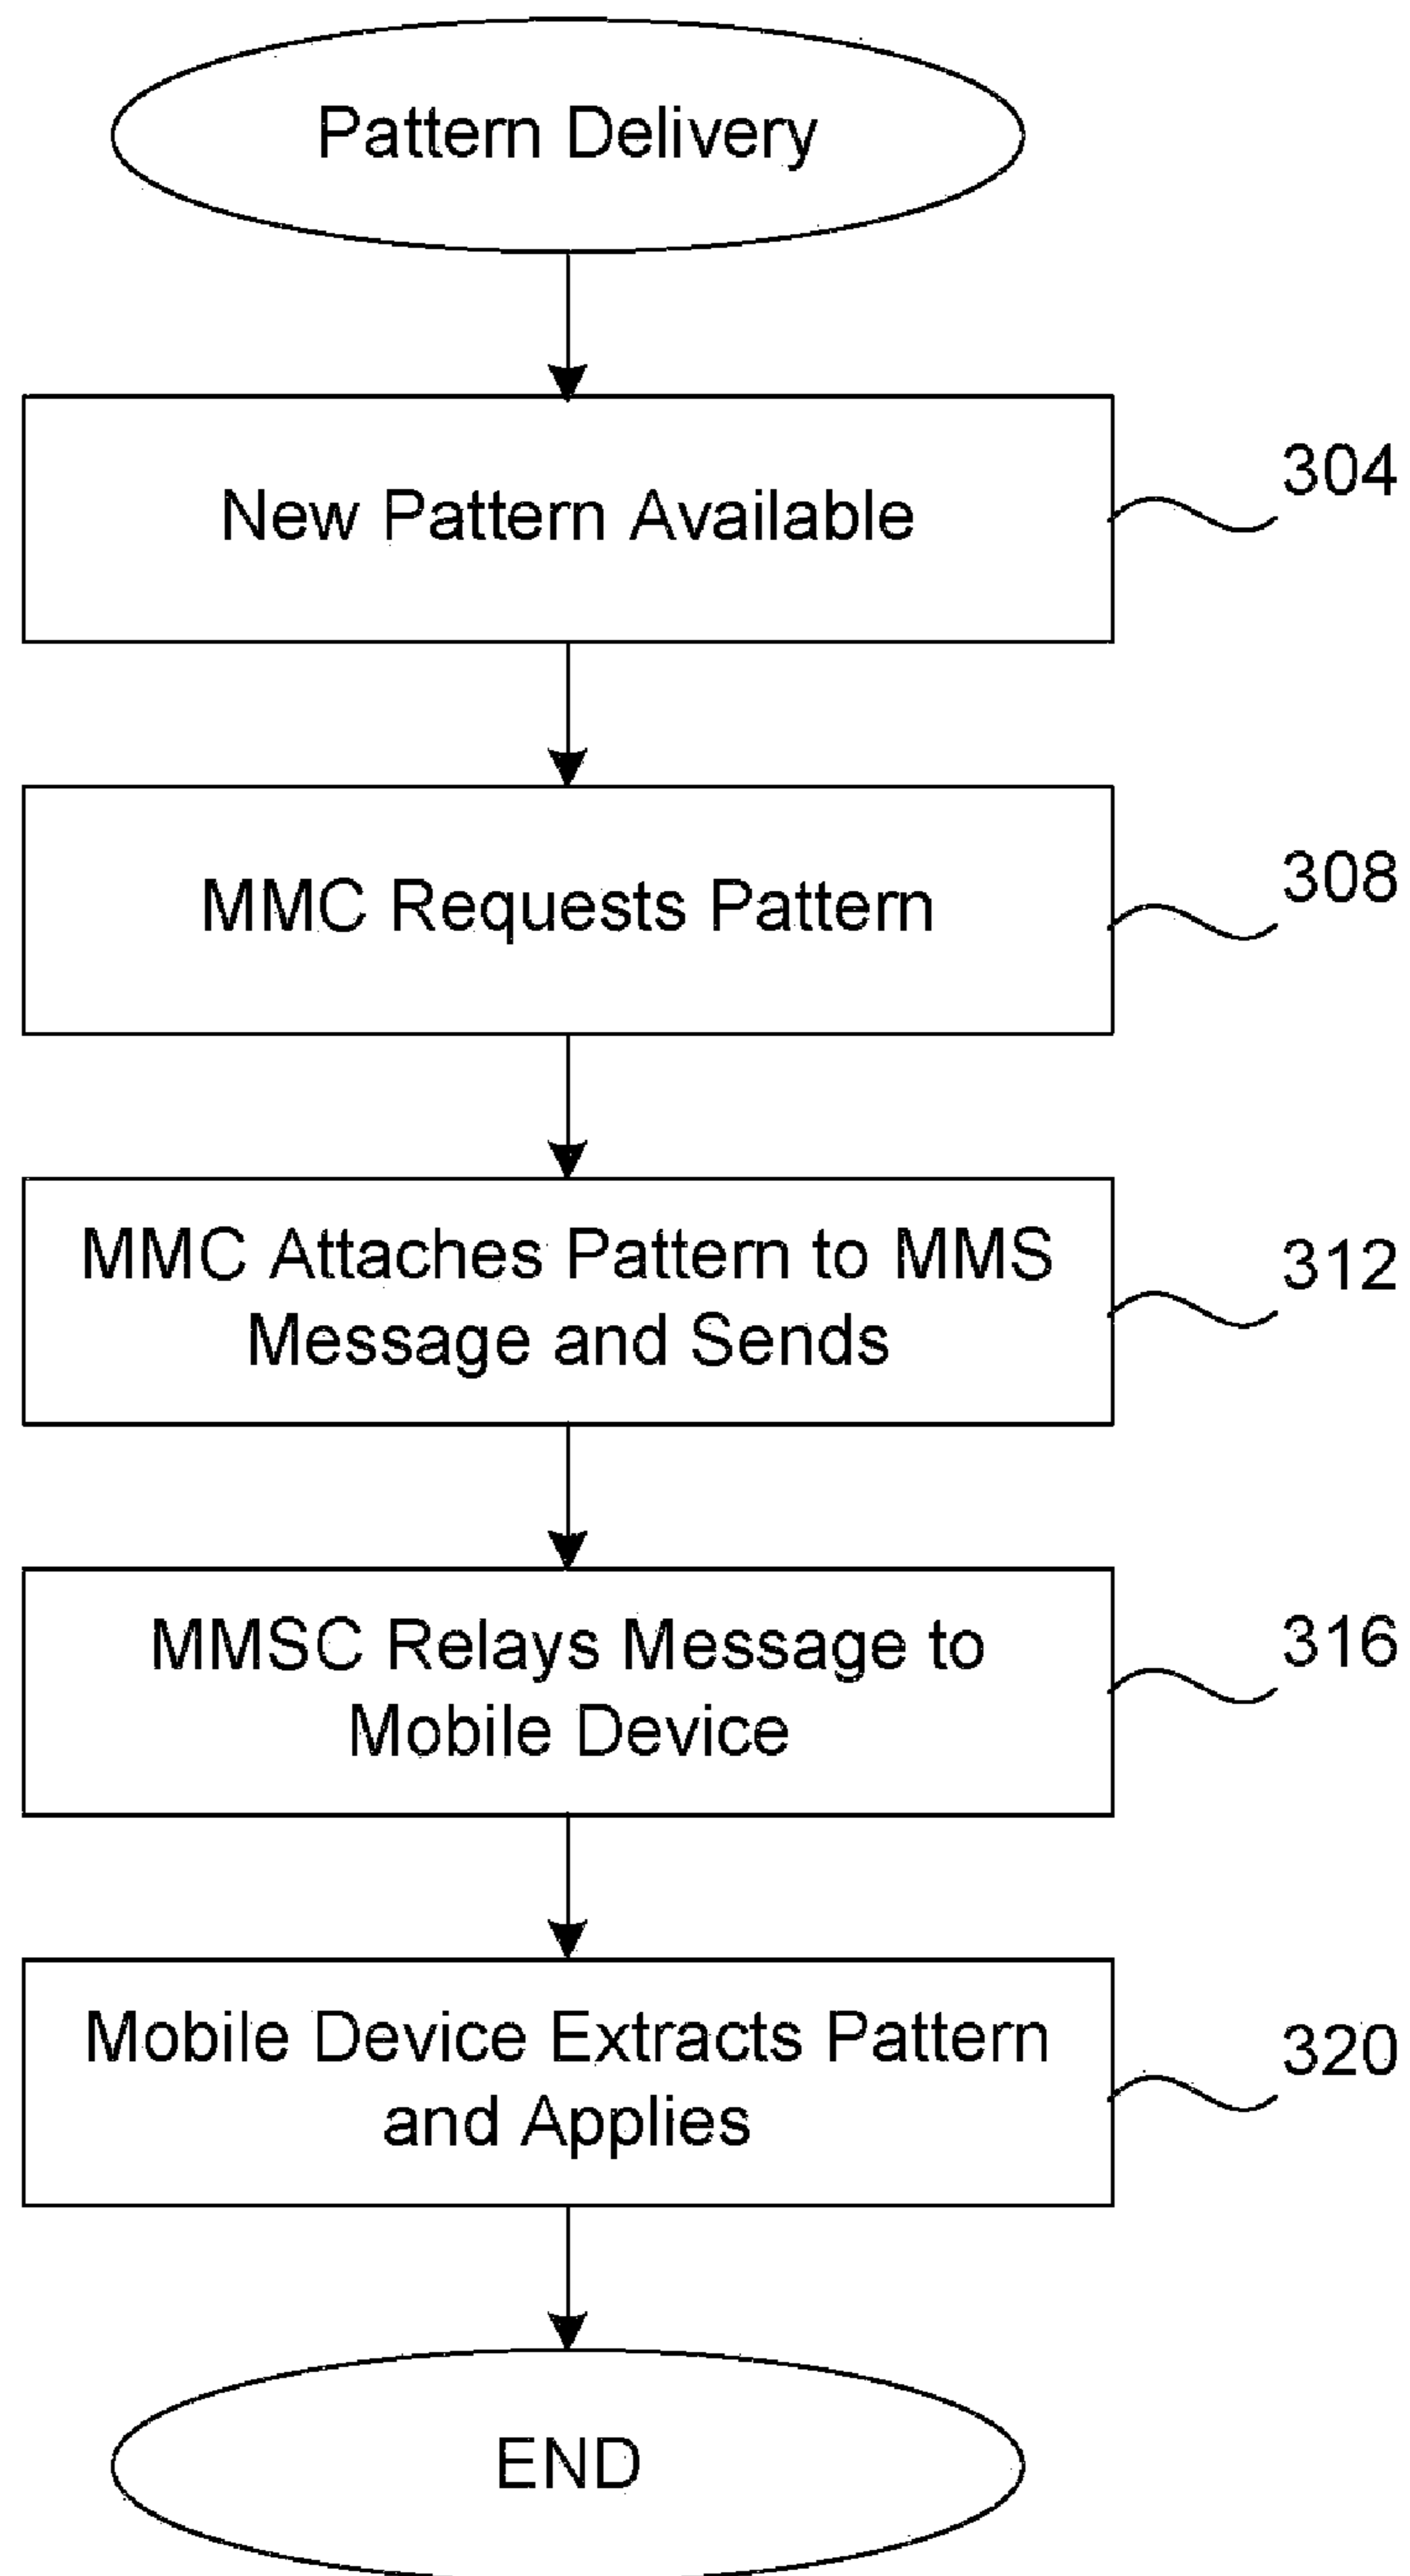 Pattern Delivery
New Pattern Available
304
MMC Requests Pattern
308
MMC Attaches Pattern to MMS
Message and Sends
312
MMSC Relays Message to
Mobile Device
316
Mobile Device Extracts Pattern
and Applies
320
END